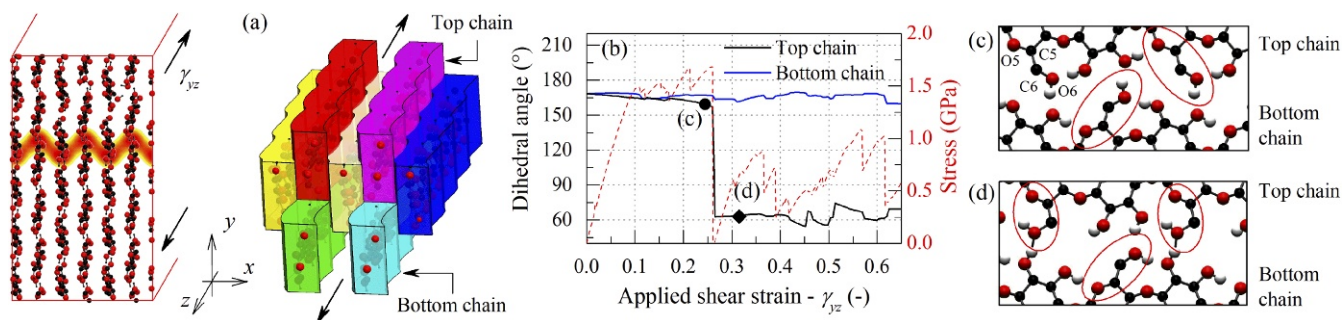 γyz
(a)
Top chain
y
x
z
Bottom chain
(b)
Top chain
Bottom chain
(c)
(d)
Dihedral angle (°)
210
180
150
120
90
60
0.0 0.1 0.2 0.3 0.4 0.5 0.6
Applied shear strain - γyz (-)
2.0
1.5
1.0
0.5
0.0
Stress (GPa)
(c)
O5
C5
C6
O6
Top chain
Bottom
chain
(d)
Top chain
Bottom
chain